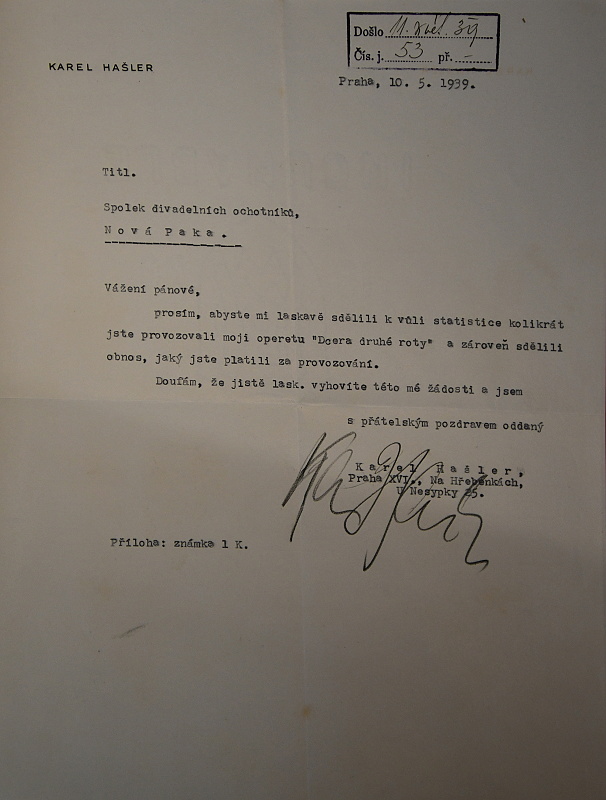 Došlo 11. kvě. 39
Čís. j. 53 př. -
KAREL HAŠLER
Praha, 10. 5. 1939.
Titl.
Spolek divadelních ochotníků,
Nová Paka.
Vážení pánové,
prosím, abyste mi laskavě sdělili k vůli statistice kolikrát
jste provozovali moji operetu "Dcera druhé roty" a zároveň sdělili
obnos, jaký jste platili za provozování.
Doufám, že jistě lask. vyhovíte této mé žádosti a jsem
s přátelským pozdravem oddaný
Karel Hašler,
Praha XVI., Na Hřebenkách,
U Nesypky 25.
Příloha: známka 1 K.